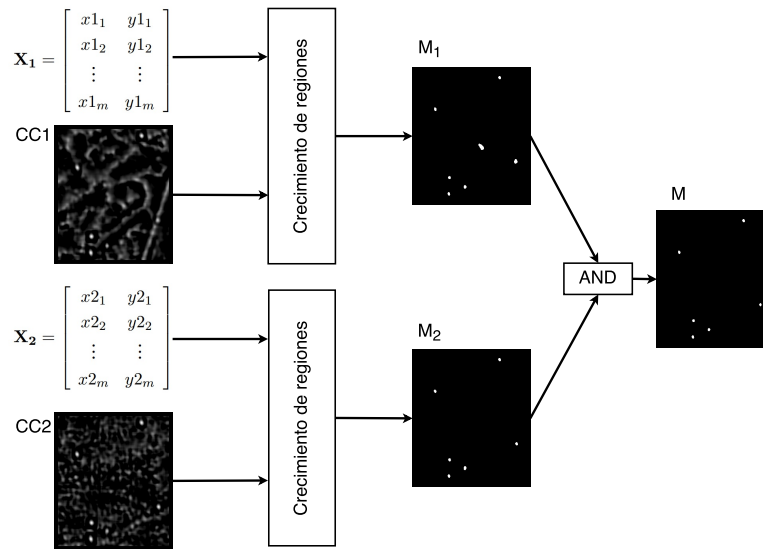 x1₁ y1₁
x1₂ y1₂
X₁ =
⋮ ⋮
x1ₘ y1ₘ
CC1
Crecimiento de regiones
M₁
M
AND
x2₁ y2₁
x2₂ y2₂
X₂ =
⋮ ⋮
x2ₘ y2ₘ
CC2
Crecimiento de regiones
M₂